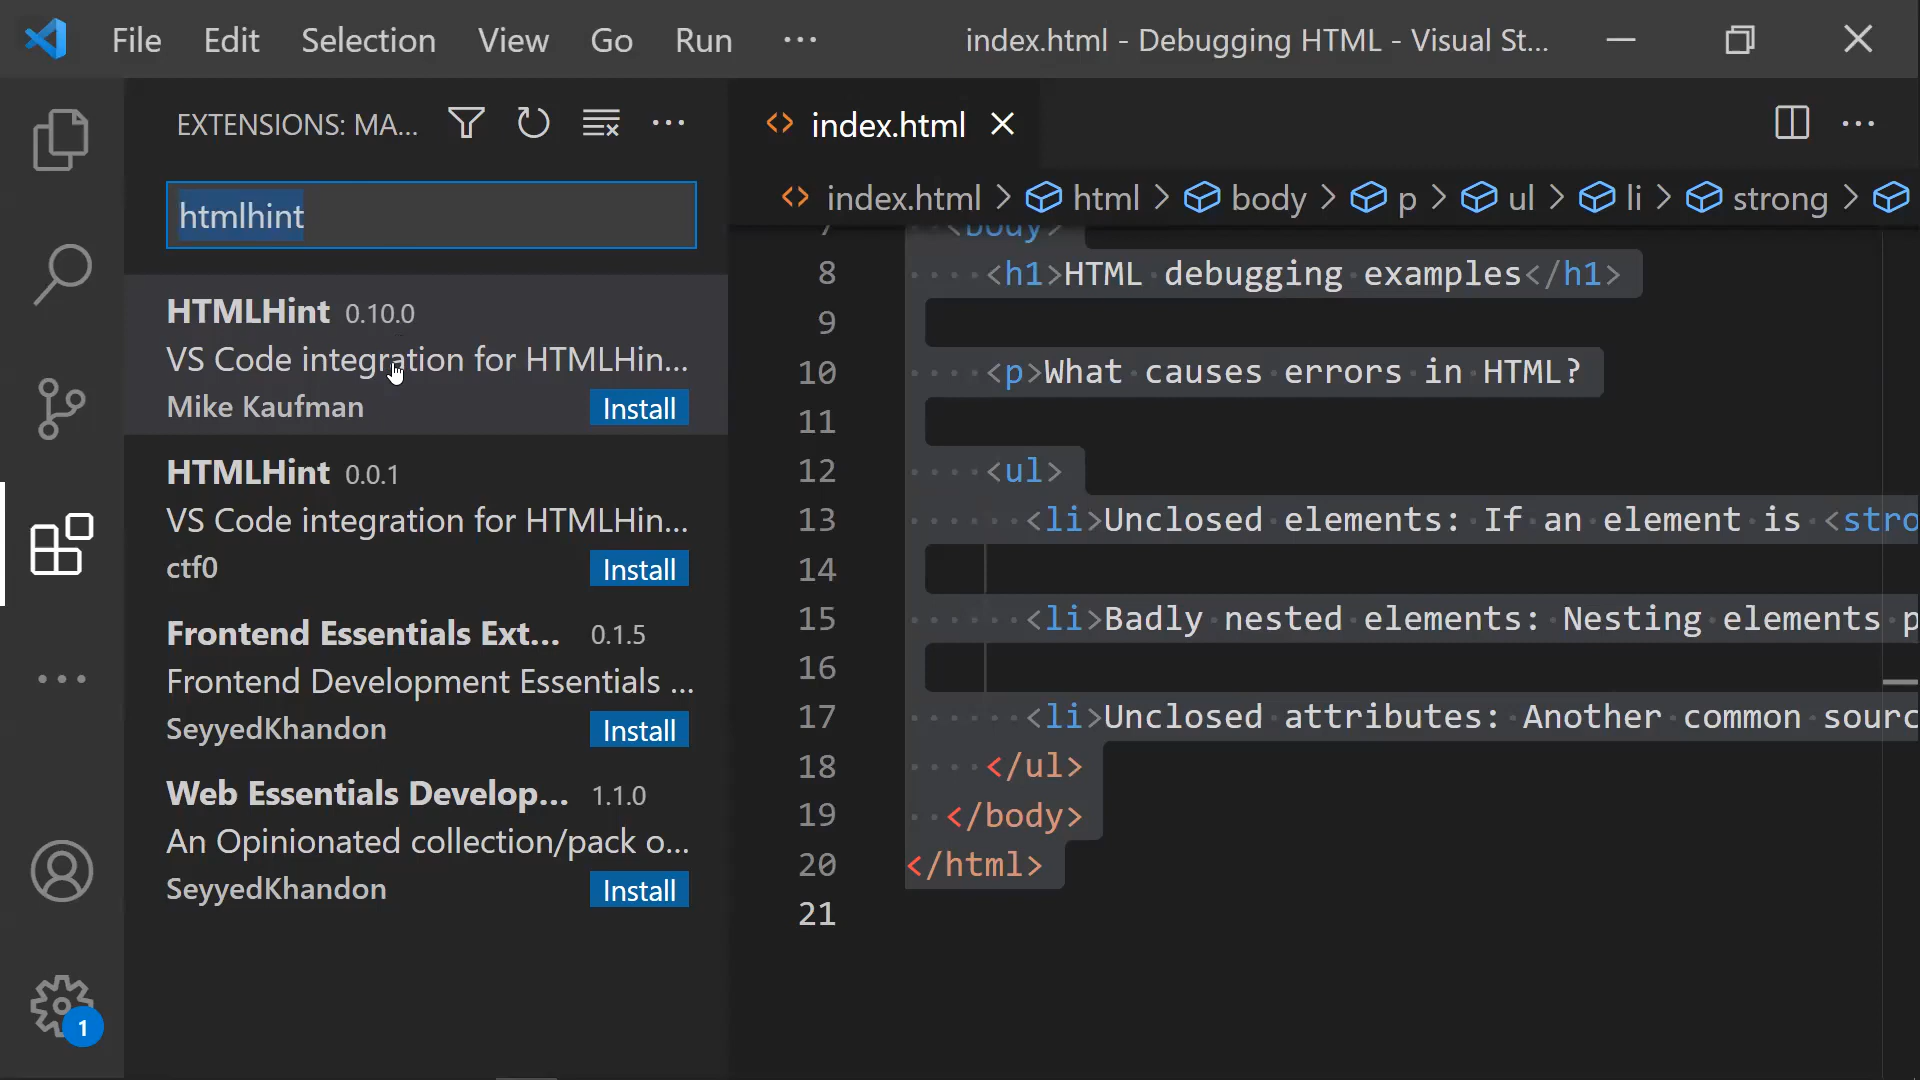 File Edit Selection View Go Run ··· index.html - Debugging HTML - Visual St...
EXTENSIONS: MA... ···
htmlhint
HTMLHint 0.10.0
VS Code integration for HTMLHin...
Mike Kaufman Install
HTMLHint 0.0.1
VS Code integration for HTMLHin...
ctf0 Install
Frontend Essentials Ext... 0.1.5
Frontend Development Essentials ...
SeyyedKhandon Install
Web Essentials Develop... 1.1.0
An Opinionated collection/pack o...
SeyyedKhandon Install
1
index.html
index.html > html > body > p > ul > li > strong >
7 <body>
8 <h1>HTML debugging examples</h1>
9
10 <p>What causes errors in HTML?
11
12 <ul>
13 <li>Unclosed elements: If an element is <stro
14
15 <li>Badly nested elements: Nesting elements p
16
17 <li>Unclosed attributes: Another common sourc
18 </ul>
19 </body>
20 </html>
21